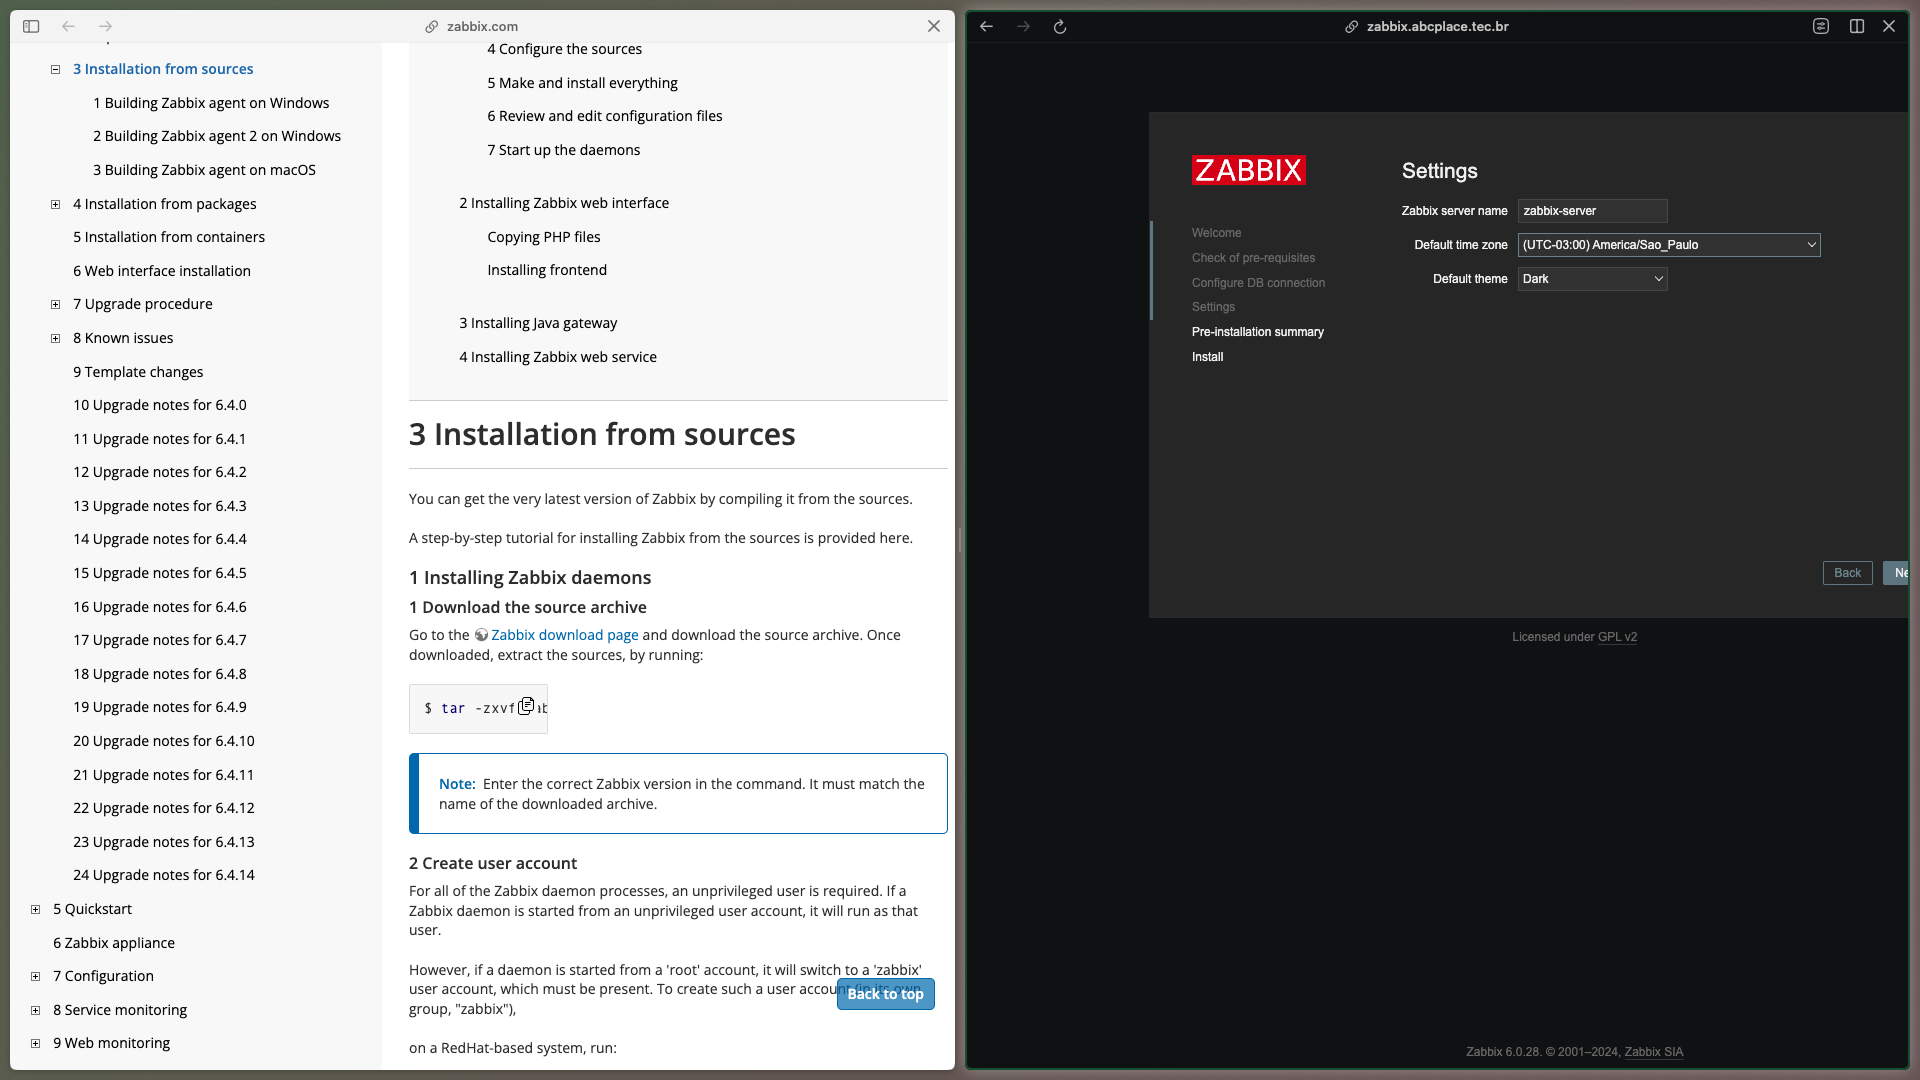 zabbix.com
3 Installation from sources
1 Building Zabbix agent on Windows
2 Building Zabbix agent 2 on Windows
3 Building Zabbix agent on macOS
4 Installation from packages
5 Installation from containers
6 Web interface installation
7 Upgrade procedure
8 Known issues
9 Template changes
10 Upgrade notes for 6.4.0
11 Upgrade notes for 6.4.1
12 Upgrade notes for 6.4.2
13 Upgrade notes for 6.4.3
14 Upgrade notes for 6.4.4
15 Upgrade notes for 6.4.5
16 Upgrade notes for 6.4.6
17 Upgrade notes for 6.4.7
18 Upgrade notes for 6.4.8
19 Upgrade notes for 6.4.9
20 Upgrade notes for 6.4.10
21 Upgrade notes for 6.4.11
22 Upgrade notes for 6.4.12
23 Upgrade notes for 6.4.13
24 Upgrade notes for 6.4.14
5 Quickstart
6 Zabbix appliance
7 Configuration
8 Service monitoring
9 Web monitoring
4 Configure the sources
5 Make and install everything
6 Review and edit configuration files
7 Start up the daemons
2 Installing Zabbix web interface
Copying PHP files
Installing frontend
3 Installing Java gateway
4 Installing Zabbix web service
3 Installation from sources
You can get the very latest version of Zabbix by compiling it from the sources.
A step-by-step tutorial for installing Zabbix from the sources is provided here.
1 Installing Zabbix daemons
1 Download the source archive
Go to the Zabbix download page and download the source archive. Once
downloaded, extract the sources, by running:
$ tar -zxvf
Note: Enter the correct Zabbix version in the command. It must match the
name of the downloaded archive.
2 Create user account
For all of the Zabbix daemon processes, an unprivileged user is required. If a
Zabbix daemon is started from an unprivileged user account, it will run as that
user.
However, if a daemon is started from a 'root' account, it will switch to a 'zabbix'
user account, which must be present. To create such a user account (in its own
group, "zabbix"),
Back to top
on a RedHat-based system, run:
zabbix.abcplace.tec.br
ZABBIX
Welcome
Check of pre-requisites
Configure DB connection
Settings
Pre-installation summary
Install
Settings
Zabbix server name zabbix-server
Default time zone (UTC-03:00) America/Sao_Paulo
Default theme Dark
Back Ne
Licensed under GPL v2
Zabbix 6.0.28. © 2001–2024, Zabbix SIA